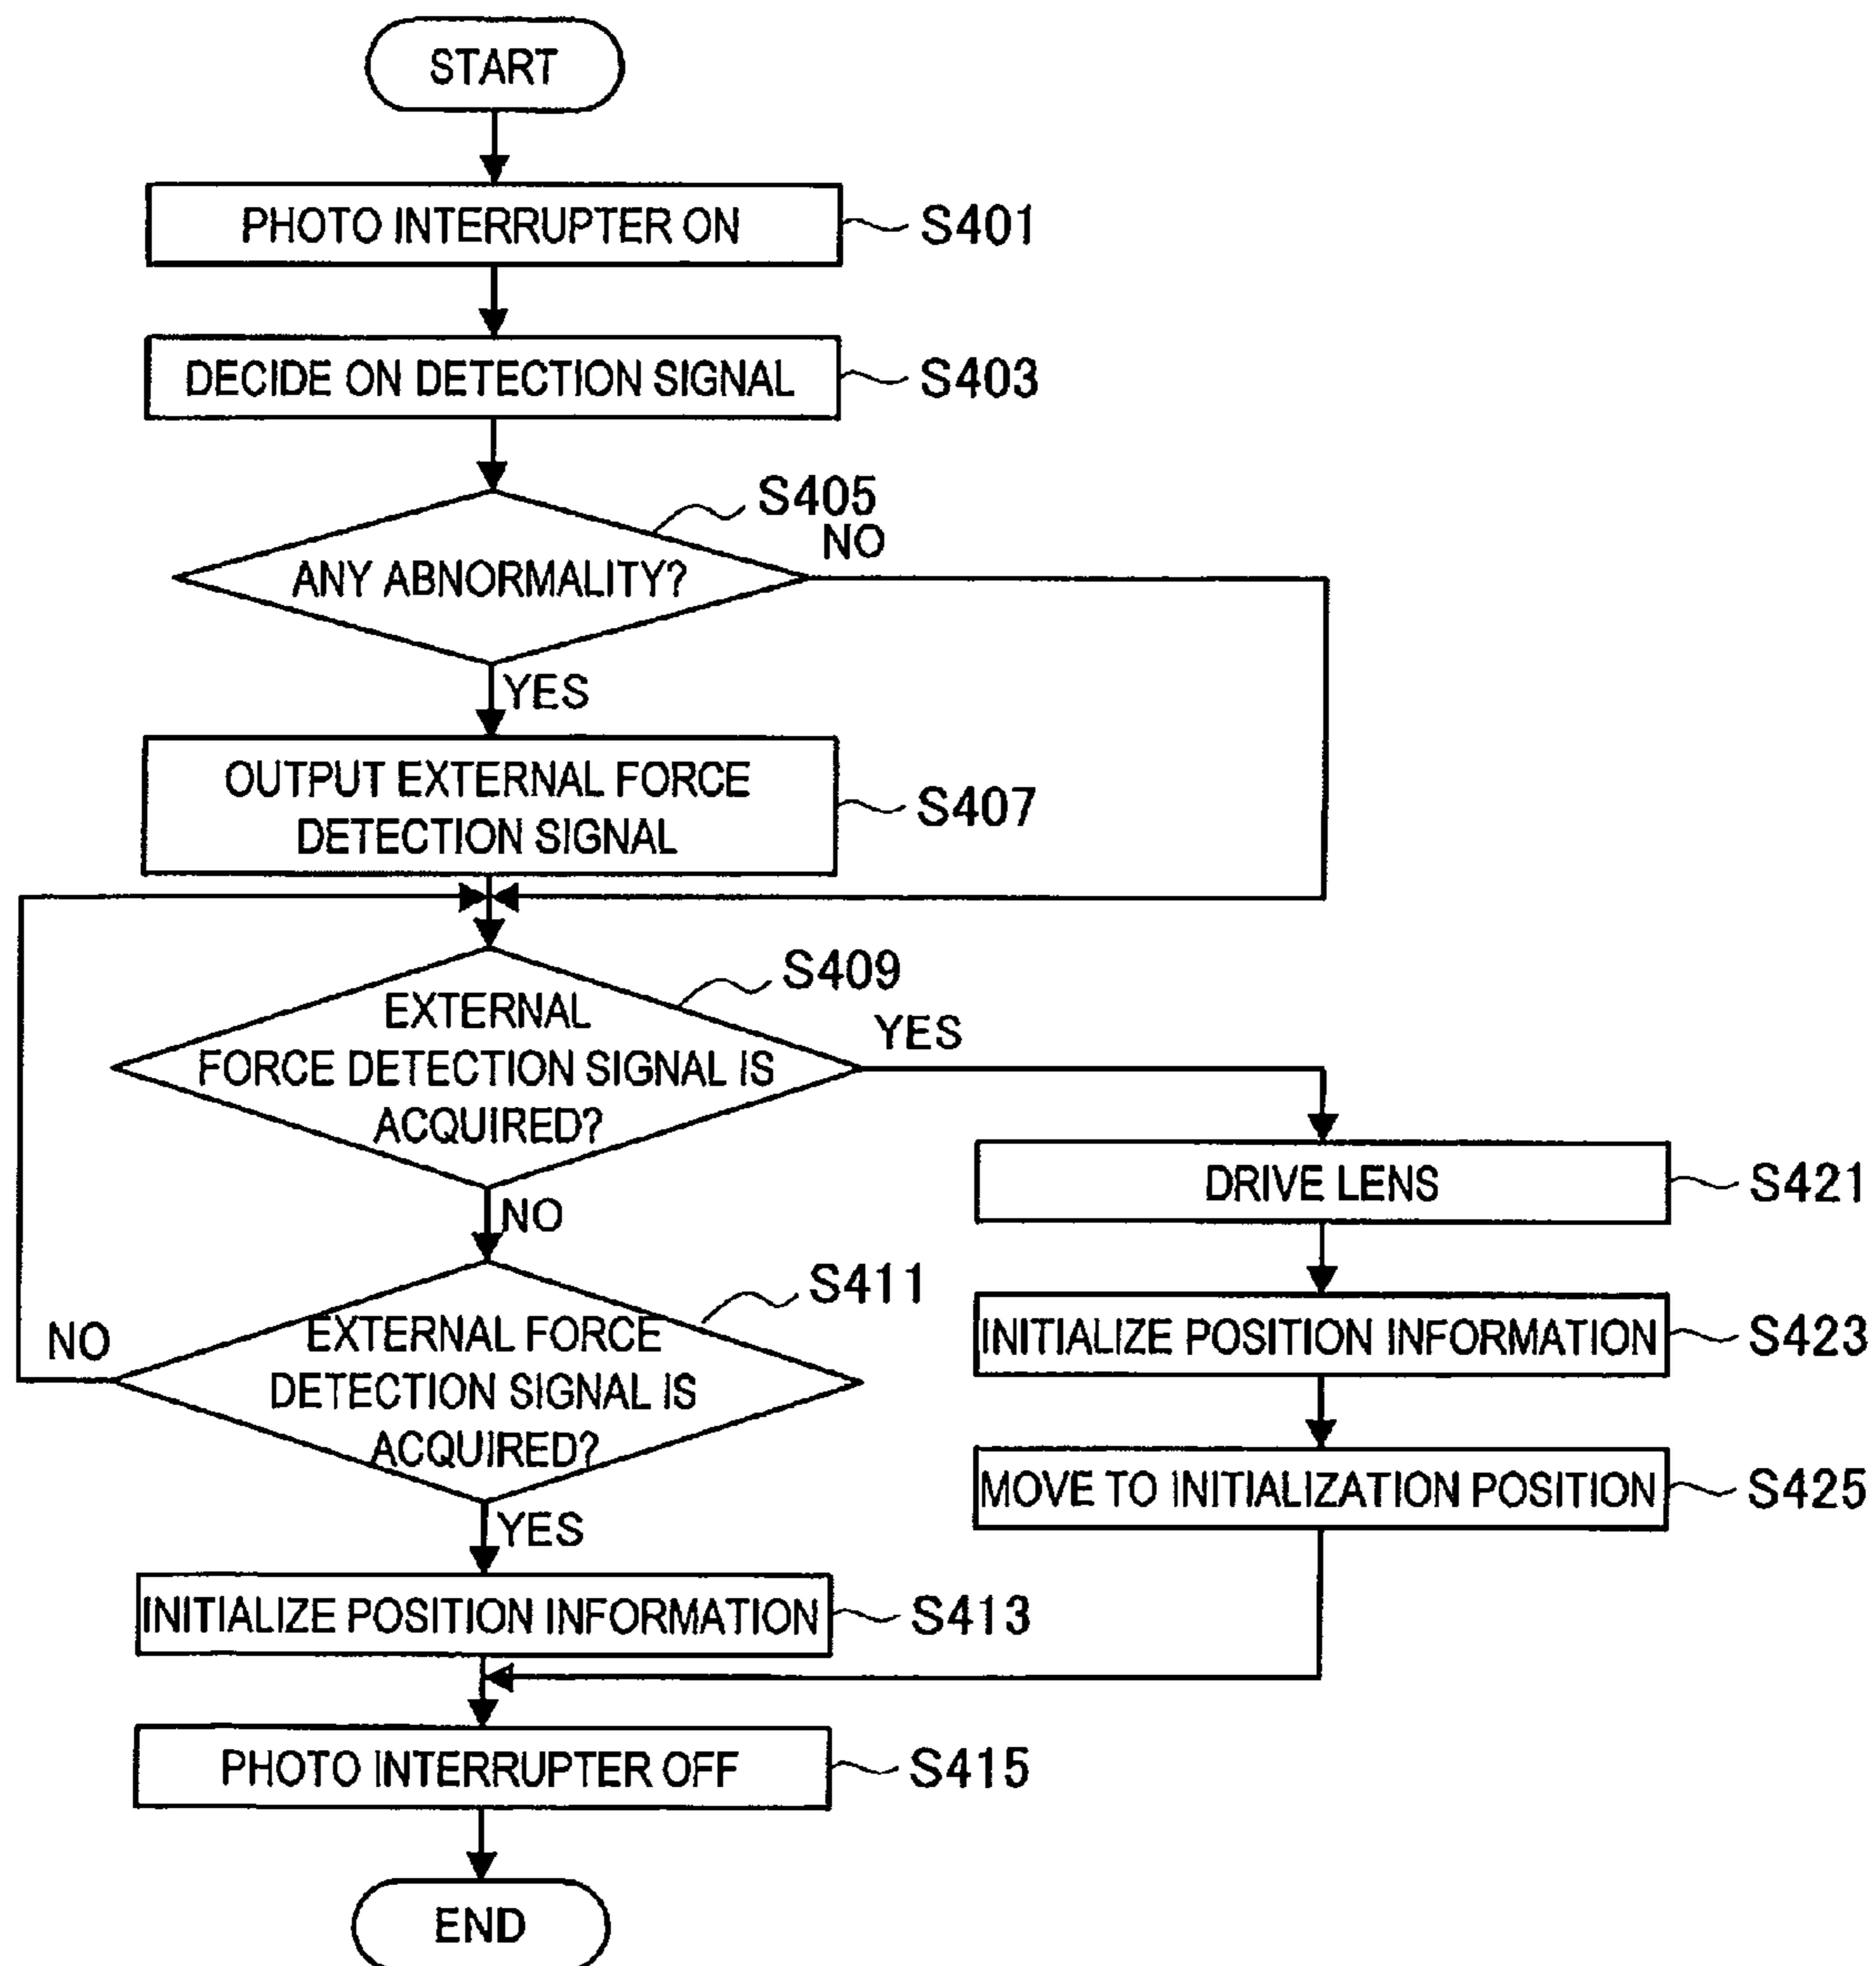 START
PHOTO INTERRUPTER ON
S401
DECIDE ON DETECTION SIGNAL
S403
S405
NO
ANY ABNORMALITY?
YES
OUTPUT EXTERNAL FORCE
DETECTION SIGNAL
S407
S409
EXTERNAL
FORCE DETECTION SIGNAL IS
ACQUIRED?
YES
NO
DRIVE LENS
S421
S411
EXTERNAL FORCE
DETECTION SIGNAL IS
ACQUIRED?
NO
YES
INITIALIZE POSITION INFORMATION
S423
MOVE TO INITIALIZATION POSITION
S425
INITIALIZE POSITION INFORMATION
S413
PHOTO INTERRUPTER OFF
S415
END